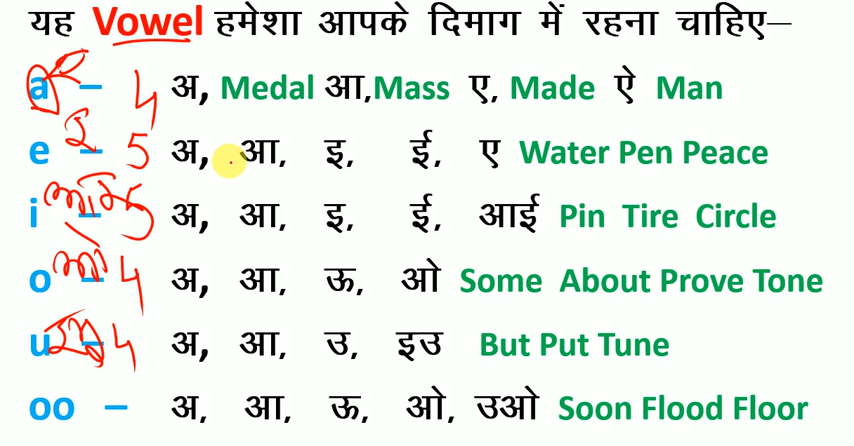 यह Vowel हमेशा आपके दिमाग में रहना चाहिए–
a ए – 4 अ, Medal आ,Mass ए, Made ऐ Man
e इ – 5 अ, आ, इ, ई, ए Water Pen Peace
i आई – 5 अ, आ, इ, ई, आई Pin Tire Circle
o ओ – 4 अ, आ, ऊ, ओ Some About Prove Tone
u – 4 अ, आ, उ, इउ But Put Tune
oo – अ, आ, ऊ, ओ, उओ Soon Flood Floor